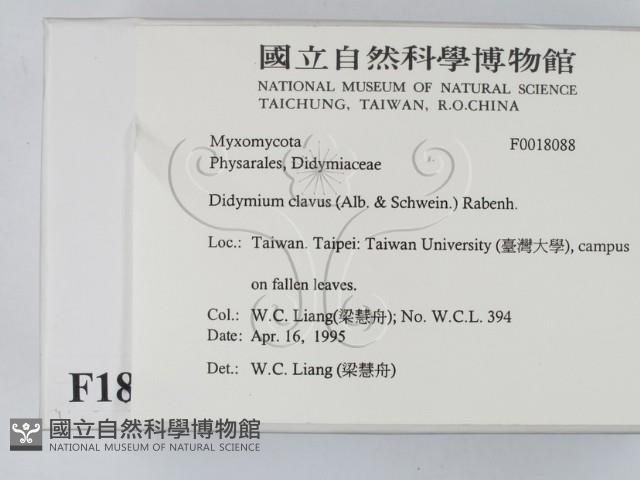 國立自然科學博物館
NATIONAL MUSEUM OF NATURAL SCIENCE
TAICHUNG, TAIWAN, R.O.CHINA
Myxomycota F0018088
Physarales, Didymiaceae
Didymium clavus (Alb. & Schwein.) Rabenh.
Loc.: Taiwan. Taipei: Taiwan University (臺灣大學), campus
on fallen leaves.
Col.: W.C. Liang(梁慧舟); No. W.C.L. 394
Date: Apr. 16, 1995
Det.: W.C. Liang (梁慧舟)
F18
國立自然科學博物館
NATIONAL MUSEUM OF NATURAL SCIENCE